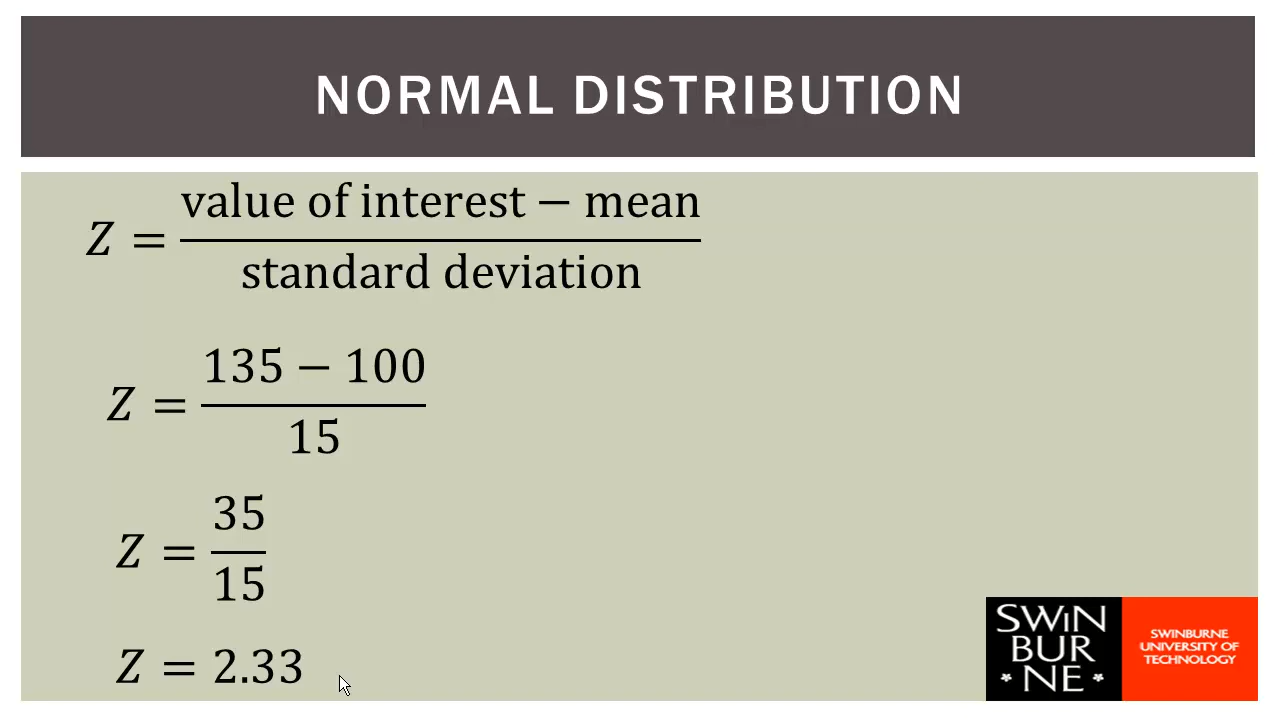 NORMAL DISTRIBUTION
Z = value of interest − mean
standard deviation
Z = 135 − 100
15
Z = 35
15
Z = 2.33
SWiN
BUR
* NE *
SWINBURNE
UNIVERSITY OF
TECHNOLOGY